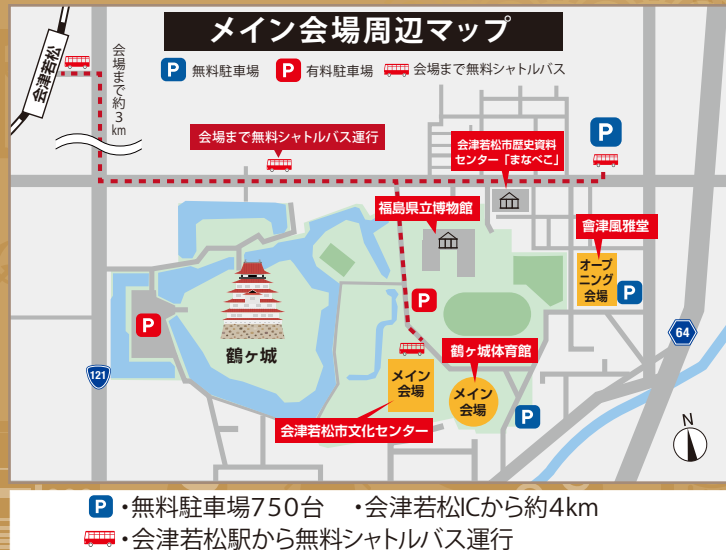 メイン会場周辺マップ
P 無料駐車場 P 有料駐車場 会場まで無料シャトルバス
会津若松
会場まで約3km
会場まで無料シャトルバス運行
P
会津若松市歴史資料
センター「まなべこ」
福島県立博物館
會津風雅堂
オープ
ニング
会場
P
P
P
鶴ヶ城
64
121
鶴ヶ城体育館
メイン
会場
メイン
会場
P
会津若松市文化センター
N
P ・無料駐車場750台 ・会津若松ICから約4km
・会津若松駅から無料シャトルバス運行